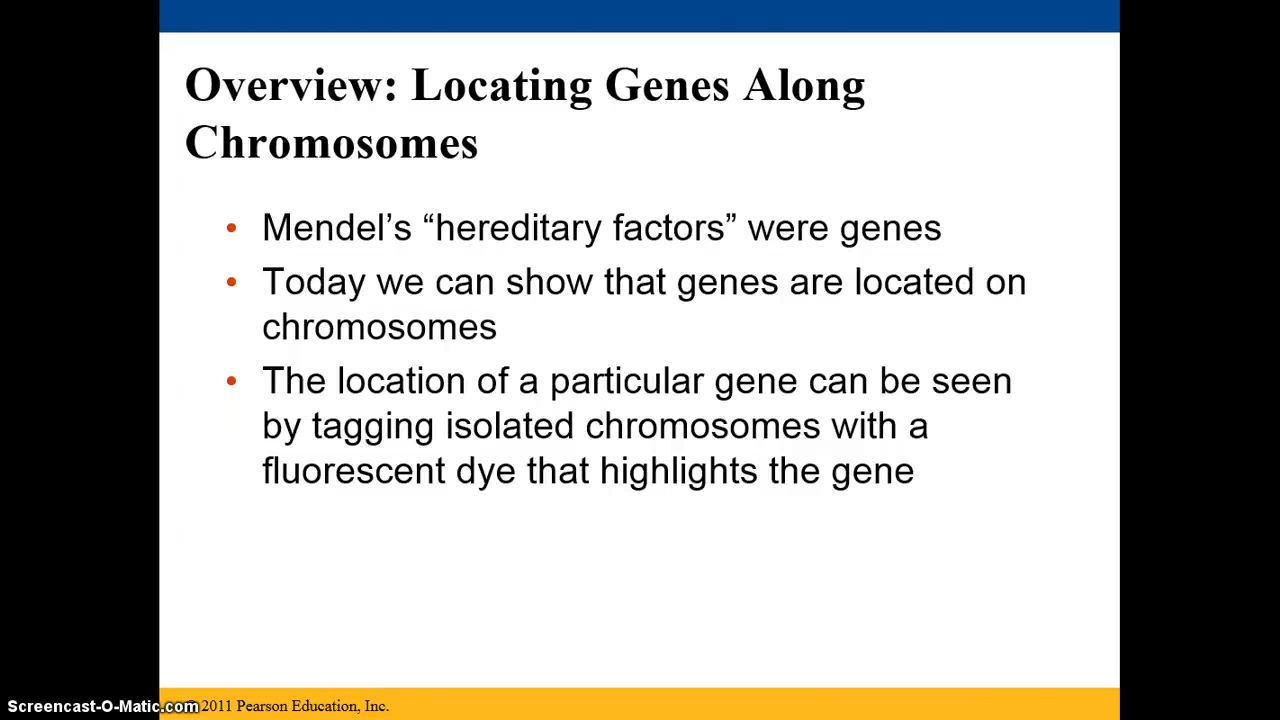 Overview: Locating Genes Along
Chromosomes
• Mendel’s “hereditary factors” were genes
• Today we can show that genes are located on
chromosomes
• The location of a particular gene can be seen
by tagging isolated chromosomes with a
fluorescent dye that highlights the gene
Screencast-O-Matic.com © 2011 Pearson Education, Inc.